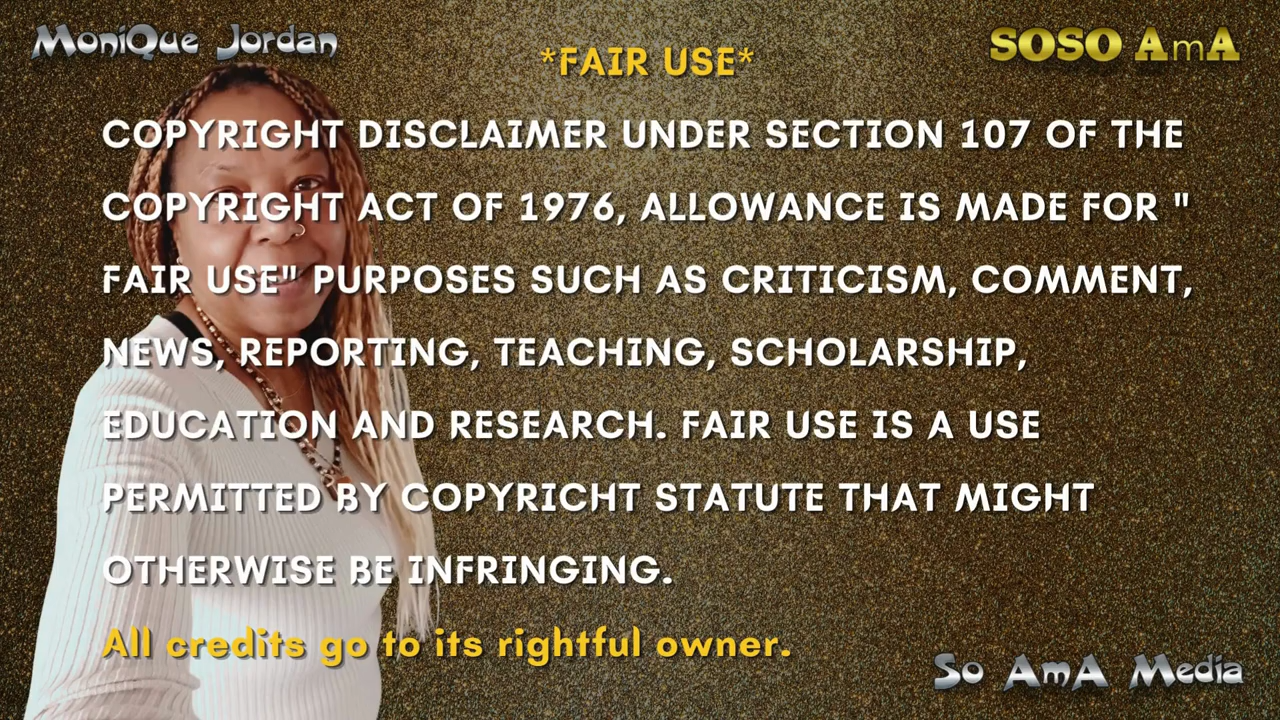 MoniQue Jordan
SOSO AmA
*FAIR USE*
COPYRIGHT DISCLAIMER UNDER SECTION 107 OF THE
COPYRIGHT ACT OF 1976, ALLOWANCE IS MADE FOR "
FAIR USE" PURPOSES SUCH AS CRITICISM, COMMENT,
NEWS, REPORTING, TEACHING, SCHOLARSHIP,
EDUCATION AND RESEARCH. FAIR USE IS A USE
PERMITTED BY COPYRICHT STATUTE THAT MIGHT
OTHERWISE BE INFRINGING.
All credits go to its rightful owner.
So AmA Media